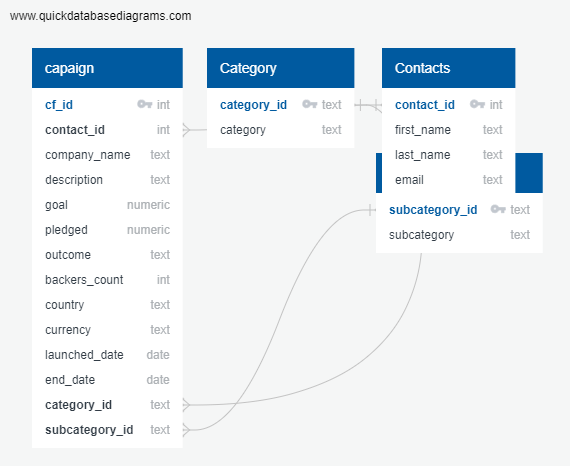 www.quickdatabasediagrams.com
capaign
cf_id int
contact_id int
company_name text
description text
goal numeric
pledged numeric
outcome text
backers_count int
country text
currency text
launched_date date
end_date date
category_id text
subcategory_id text
Category
category_id text
category text
Contacts
contact_id int
first_name text
last_name text
email text
subcategory_id text
subcategory text